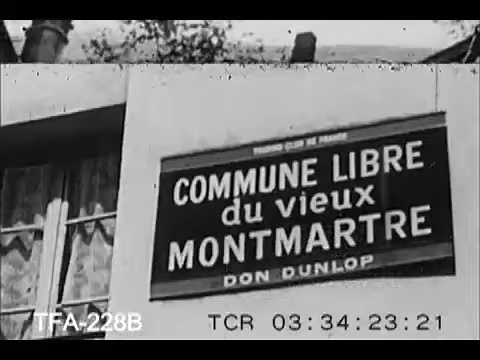 TOURING CLUB DE FRANCE
COMMUNE LIBRE
du vieux
MONTMARTRE
DON DUNLOP
TFA-228B
TCR 03:34:23:21